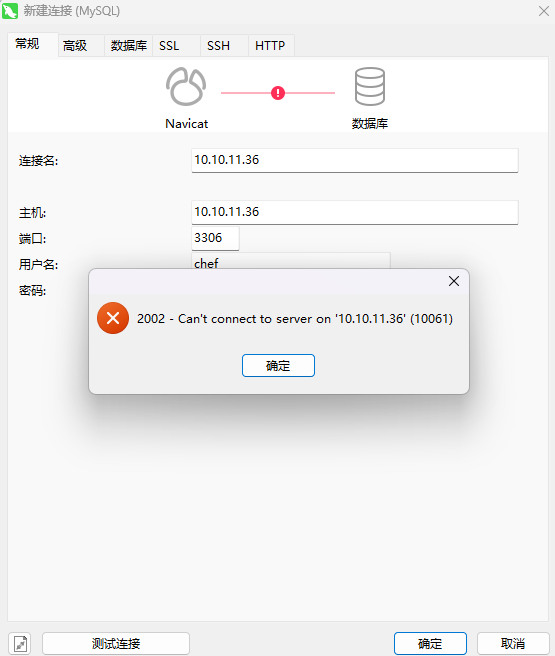 新建连接 (MySQL)
常规 高级 数据库 SSL SSH HTTP
Navicat 数据库
连接名: 10.10.11.36
主机: 10.10.11.36
端口: 3306
用户名: chef
密码:
2002 - Can't connect to server on '10.10.11.36' (10061)
确定
测试连接 确定 取消